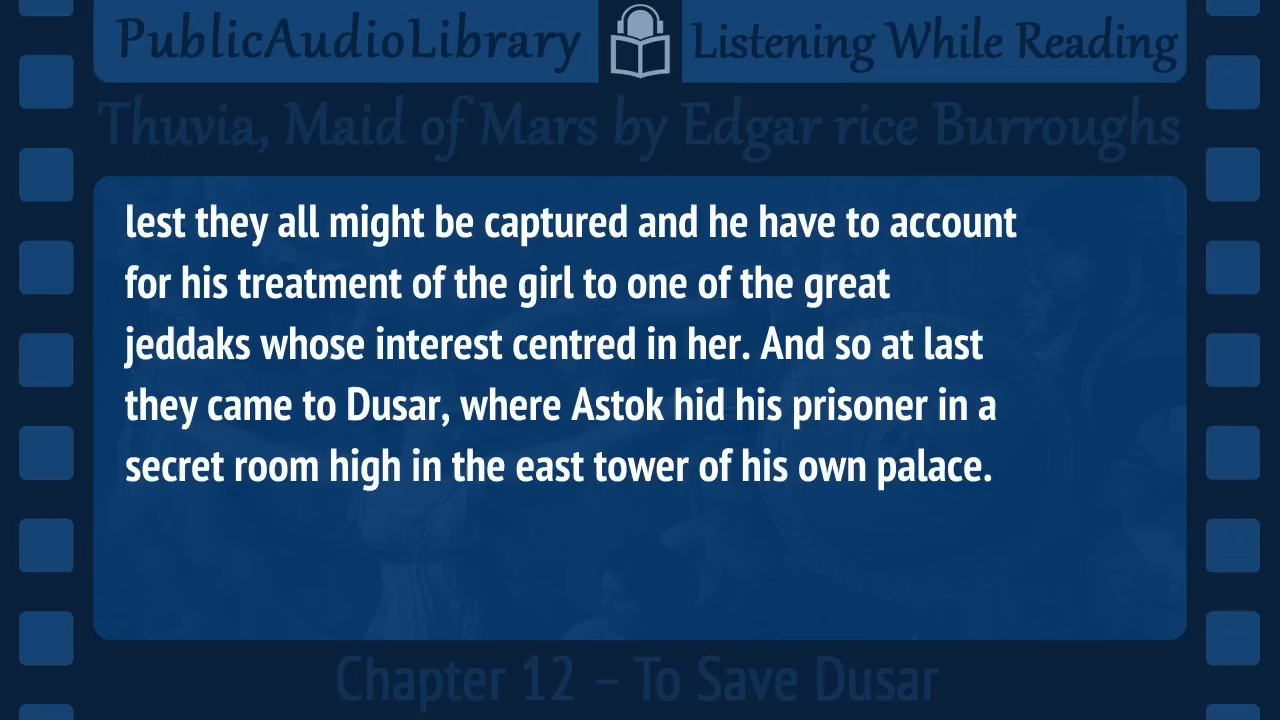 PublicAudioLibrary Listening While Reading
Thuvia, Maid of Mars by Edgar rice Burroughs
lest they all might be captured and he have to account
for his treatment of the girl to one of the great
jeddaks whose interest centred in her. And so at last
they came to Dusar, where Astok hid his prisoner in a
secret room high in the east tower of his own palace.
Chapter 12 – To Save Dusar